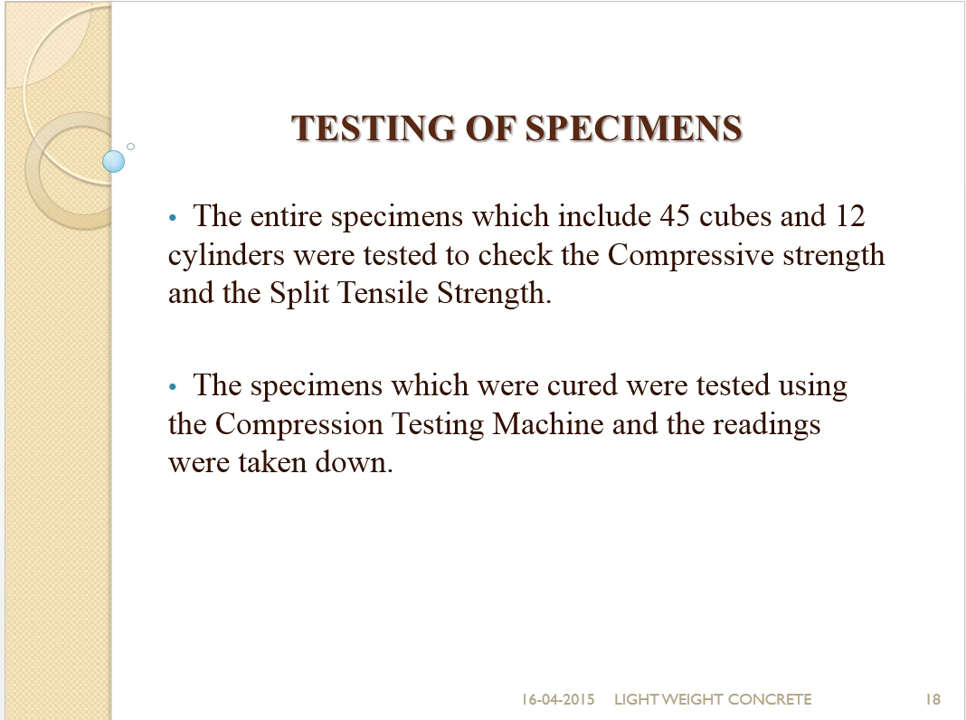 TESTING OF SPECIMENS
• The entire specimens which include 45 cubes and 12
cylinders were tested to check the Compressive strength
and the Split Tensile Strength.
• The specimens which were cured were tested using
the Compression Testing Machine and the readings
were taken down.
16-04-2015 LIGHT WEIGHT CONCRETE 18